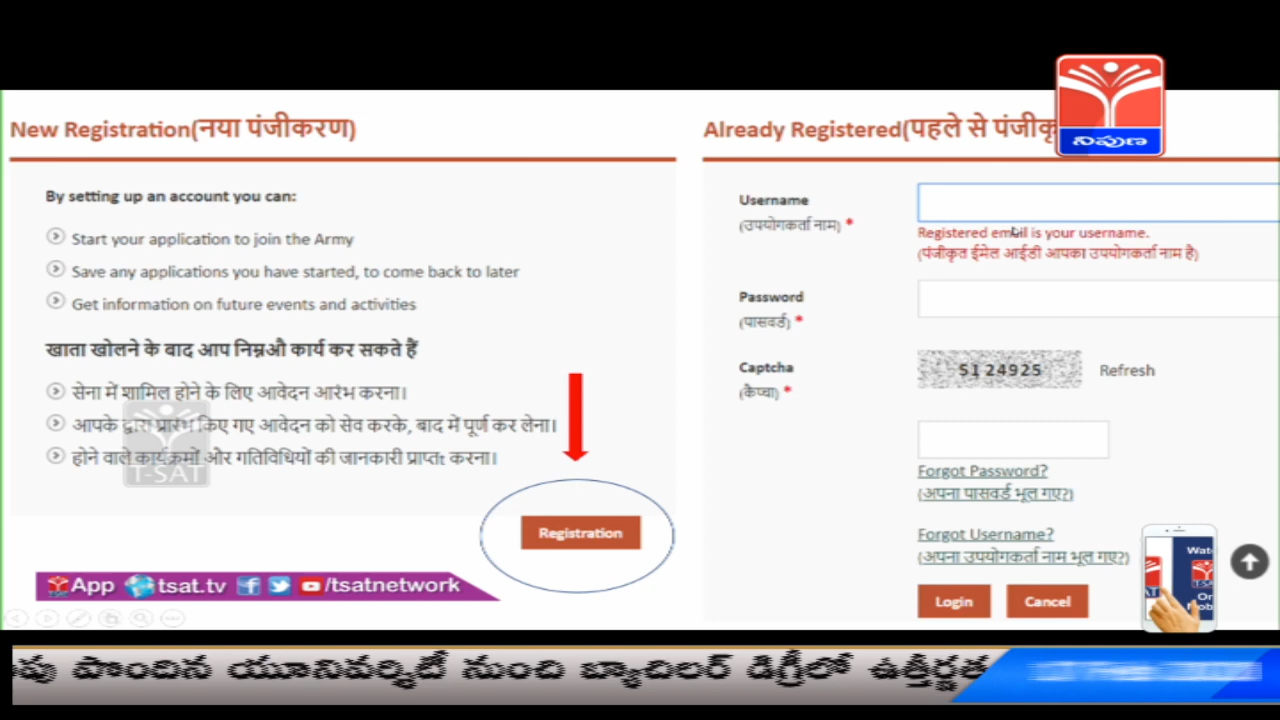 New Registration(नया पंजीकरण)
By setting up an account you can:
Start your application to join the Army
Save any applications you have started, to come back to later
Get information on future events and activities
खाता खोलने के बाद आप निम्नऔ कार्य कर सकते हैं
सेना में शामिल होने के लिए आवेदन आरंभ करना।
आपके द्वारा प्रारंभ किए गए आवेदन को सेव करके, बाद में पूर्ण कर लेना।
होने वाले कार्यक्रमों और गतिविधियों की जानकारी प्राप्तt करना।
T-SAT
Registration
Already Registered(पहले से
నిపుణ
Username
(उपयोगकर्ता नाम) *
Registered email is your username.
(पंजीकृत ईमेल आईडी आपका उपयोगकर्ता नाम है)
Password
(पासवर्ड) *
Captcha
(कैप्चा) *
5124925 Refresh
Forgot Password?
(अपना पासवर्ड भूल गए?)
Forgot Username?
(अपना उपयोगकर्ता नाम भूल गए?)
Login Cancel
App tsat.tv /tsatnetwork
పొందిన యూనివర్శిటీ నుంచి బ్యాచిలర్ డిగ్రీలో